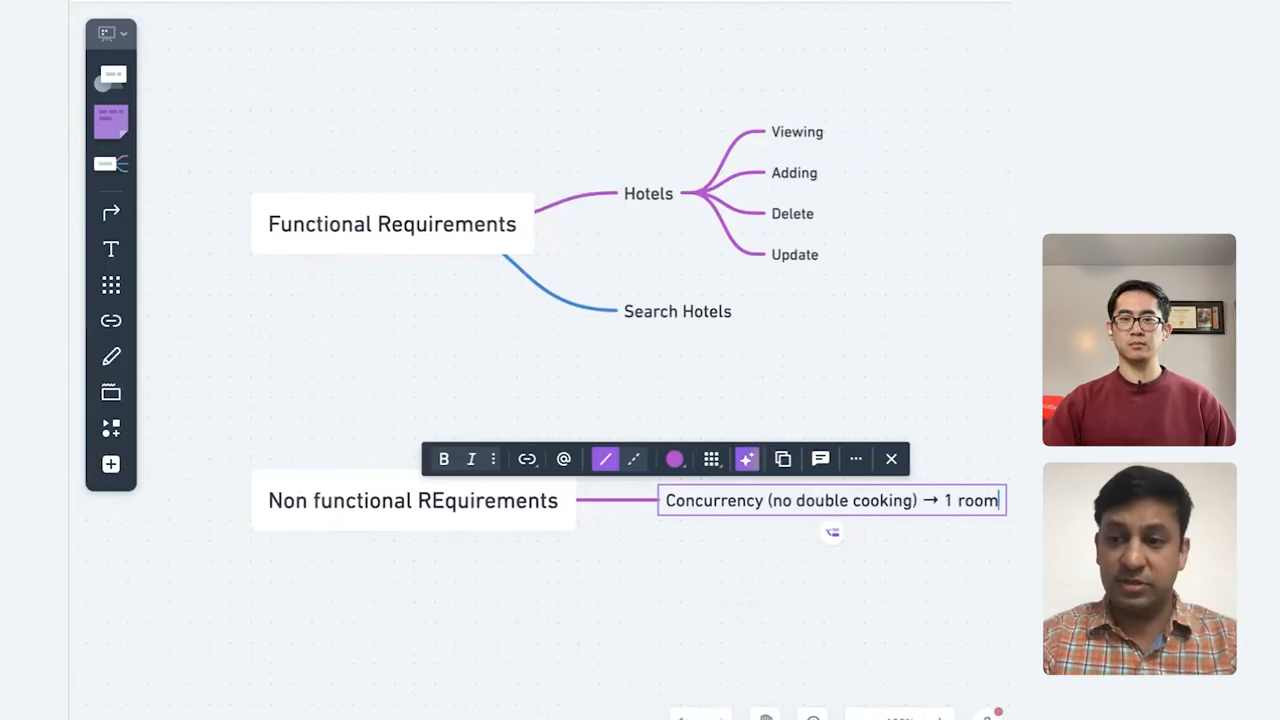 Viewing
Adding
Hotels
Delete
Functional Requirements
Update
Search Hotels
B I @
Non functional REquirements
Concurrency (no double cooking) → 1 room
T